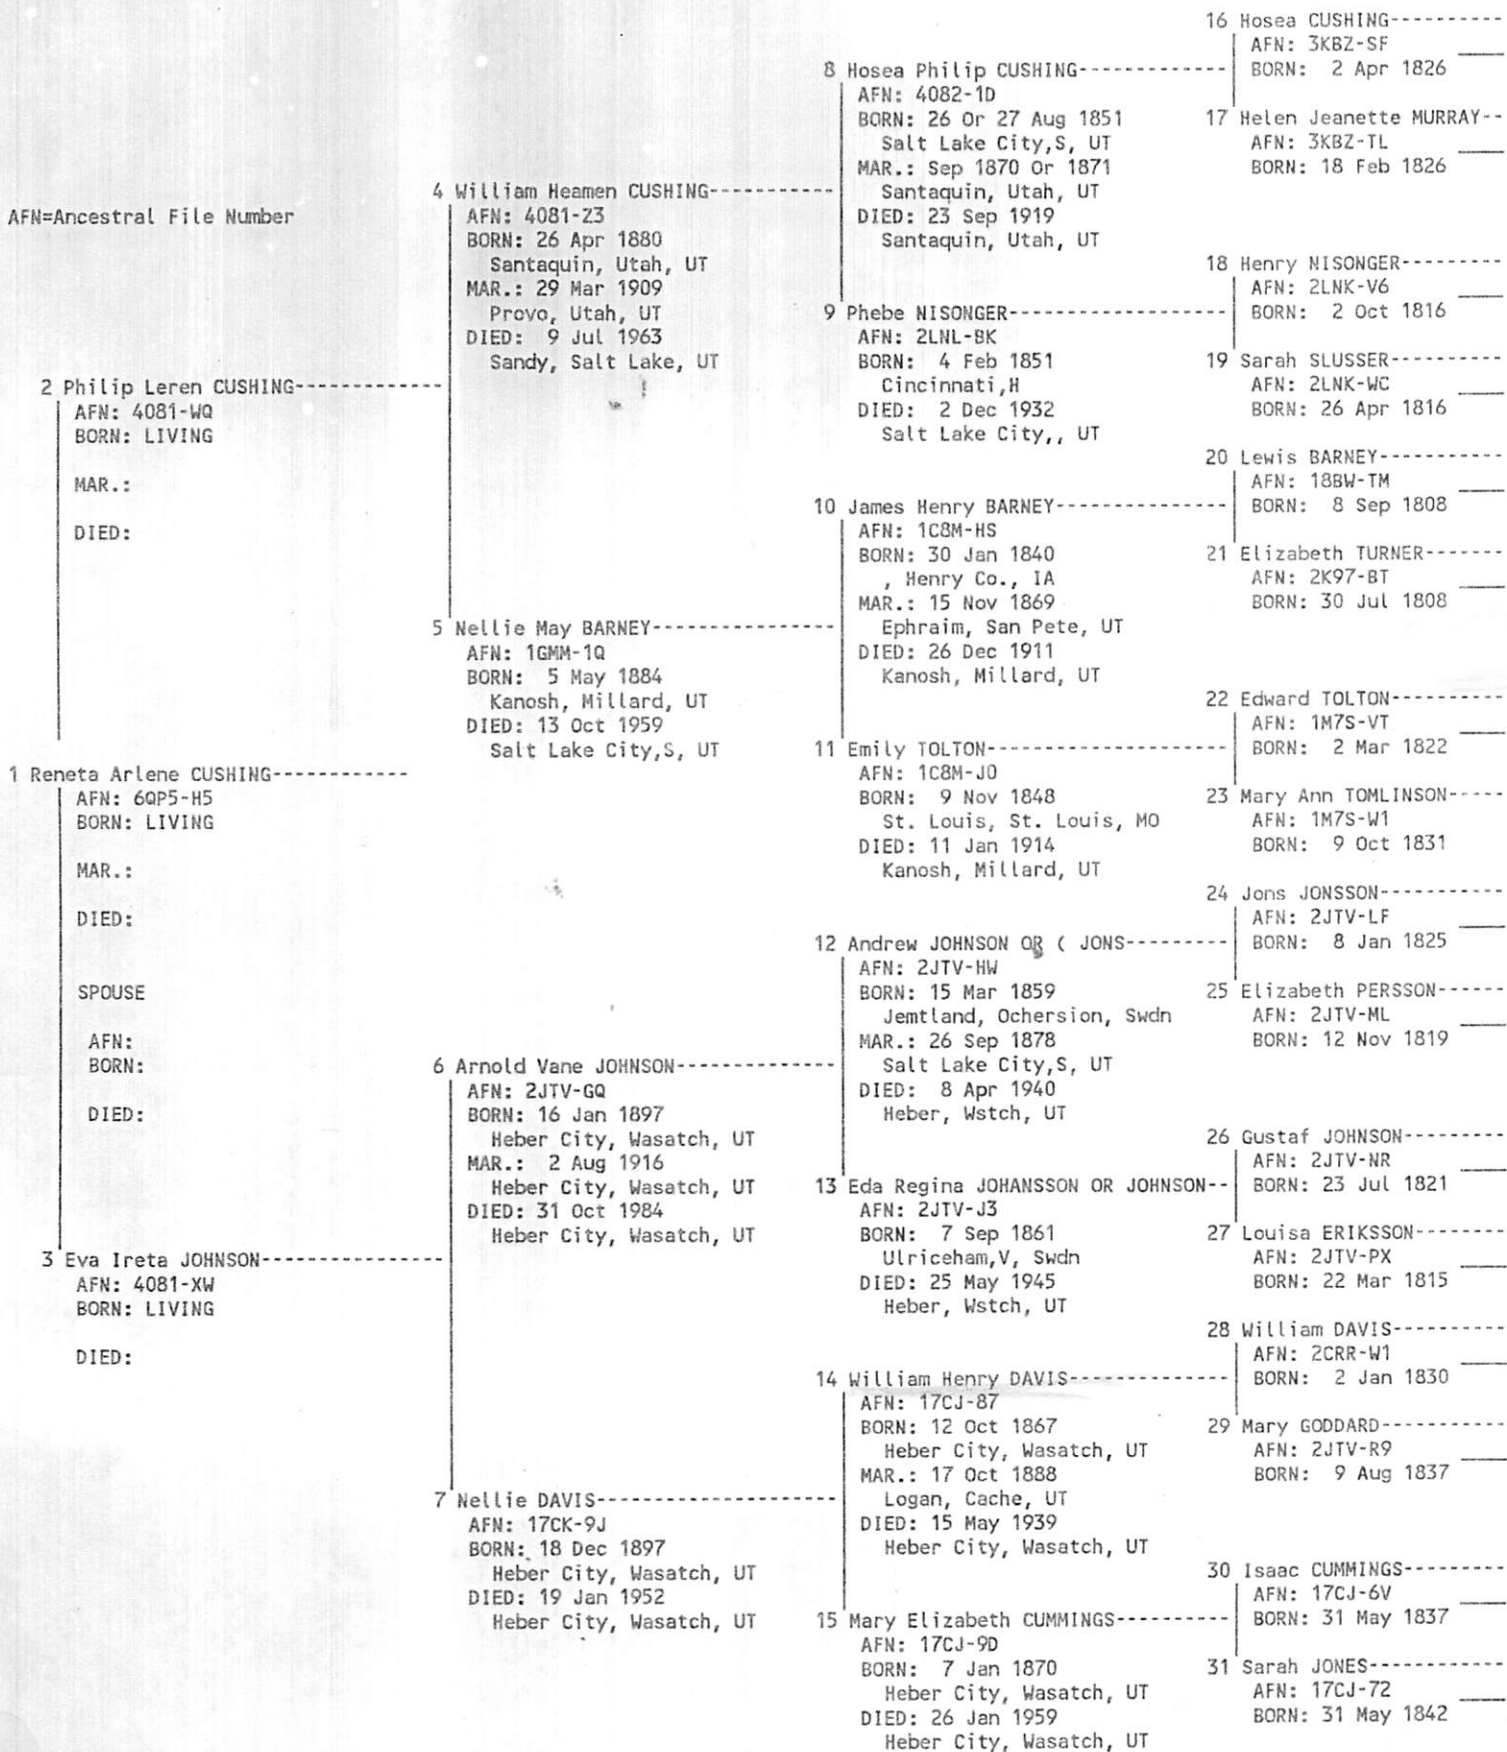 AFN=Ancestral File Number
1 Reneta Arlene CUSHING------------
AFN: 6QP5-H5
BORN: LIVING
MAR.:
DIED:
SPOUSE
AFN:
BORN:
DIED:
2 Philip Leren CUSHING------------
AFN: 4081-WQ
BORN: LIVING
MAR.:
DIED:
3 Eva Ireta JOHNSON----------------
AFN: 4081-XW
BORN: LIVING
DIED:
4 William Heamen CUSHING-----------
AFN: 4081-Z3
BORN: 26 Apr 1880
Santaquin, Utah, UT
MAR.: 29 Mar 1909
Provo, Utah, UT
DIED: 9 Jul 1963
Sandy, Salt Lake, UT
5 Nellie May BARNEY----------------
AFN: 1GMM-1Q
BORN: 5 May 1884
Kanosh, Millard, UT
DIED: 13 Oct 1959
Salt Lake City,S, UT
6 Arnold Vane JOHNSON--------------
AFN: 2JTV-GQ
BORN: 16 Jan 1897
Heber City, Wasatch, UT
MAR.: 2 Aug 1916
Heber City, Wasatch, UT
DIED: 31 Oct 1984
Heber City, Wasatch, UT
7 Nellie DAVIS---------------------
AFN: 17CK-9J
BORN: 18 Dec 1897
Heber City, Wasatch, UT
DIED: 19 Jan 1952
Heber City, Wasatch, UT
8 Hosea Philip CUSHING-------------
AFN: 4082-1D
BORN: 26 Or 27 Aug 1851
Salt Lake City,S, UT
MAR.: Sep 1870 Or 1871
Santaquin, Utah, UT
DIED: 23 Sep 1919
Santaquin, Utah, UT
9 Phebe NISONGER-------------------
AFN: 2LNL-BK
BORN: 4 Feb 1851
Cincinnati,H
DIED: 2 Dec 1932
Salt Lake City,, UT
10 James Henry BARNEY---------------
AFN: 1C8M-HS
BORN: 30 Jan 1840
, Henry Co., IA
MAR.: 15 Nov 1869
Ephraim, San Pete, UT
DIED: 26 Dec 1911
Kanosh, Millard, UT
11 Emily TOLTON---------------------
AFN: 1C8M-J0
BORN: 9 Nov 1848
St. Louis, St. Louis, MO
DIED: 11 Jan 1914
Kanosh, Millard, UT
12 Andrew JOHNSON OR ( JONS---------
AFN: 2JTV-HW
BORN: 15 Mar 1859
Jemtland, Ochersion, Swdn
MAR.: 26 Sep 1878
Salt Lake City,S, UT
DIED: 8 Apr 1940
Heber, Wstch, UT
13 Eda Regina JOHANSSON OR JOHNSON--
AFN: 2JTV-J3
BORN: 7 Sep 1861
Ulriceham,V, Swdn
DIED: 25 May 1945
Heber, Wstch, UT
14 William Henry DAVIS--------------
AFN: 17CJ-87
BORN: 12 Oct 1867
Heber City, Wasatch, UT
MAR.: 17 Oct 1888
Logan, Cache, UT
DIED: 15 May 1939
Heber City, Wasatch, UT
15 Mary Elizabeth CUMMINGS----------
AFN: 17CJ-9D
BORN: 7 Jan 1870
Heber City, Wasatch, UT
DIED: 26 Jan 1959
Heber City, Wasatch, UT
16 Hosea CUSHING----------
AFN: 3KBZ-SF
BORN: 2 Apr 1826
17 Helen Jeanette MURRAY--
AFN: 3KBZ-TL
BORN: 18 Feb 1826
18 Henry NISONGER---------
AFN: 2LNK-V6
BORN: 2 Oct 1816
19 Sarah SLUSSER----------
AFN: 2LNK-WC
BORN: 26 Apr 1816
20 Lewis BARNEY-----------
AFN: 18BW-TM
BORN: 8 Sep 1808
21 Elizabeth TURNER-------
AFN: 2K97-BT
BORN: 30 Jul 1808
22 Edward TOLTON----------
AFN: 1M7S-VT
BORN: 2 Mar 1822
23 Mary Ann TOMLINSON-----
AFN: 1M7S-W1
BORN: 9 Oct 1831
24 Jons JONSSON-----------
AFN: 2JTV-LF
BORN: 8 Jan 1825
25 Elizabeth PERSSON------
AFN: 2JTV-ML
BORN: 12 Nov 1819
26 Gustaf JOHNSON---------
AFN: 2JTV-NR
BORN: 23 Jul 1821
27 Louisa ERIKSSON--------
AFN: 2JTV-PX
BORN: 22 Mar 1815
28 William DAVIS----------
AFN: 2CRR-W1
BORN: 2 Jan 1830
29 Mary GODDARD-----------
AFN: 2JTV-R9
BORN: 9 Aug 1837
30 Isaac CUMMINGS---------
AFN: 17CJ-6V
BORN: 31 May 1837
31 Sarah JONES------------
AFN: 17CJ-72
BORN: 31 May 1842